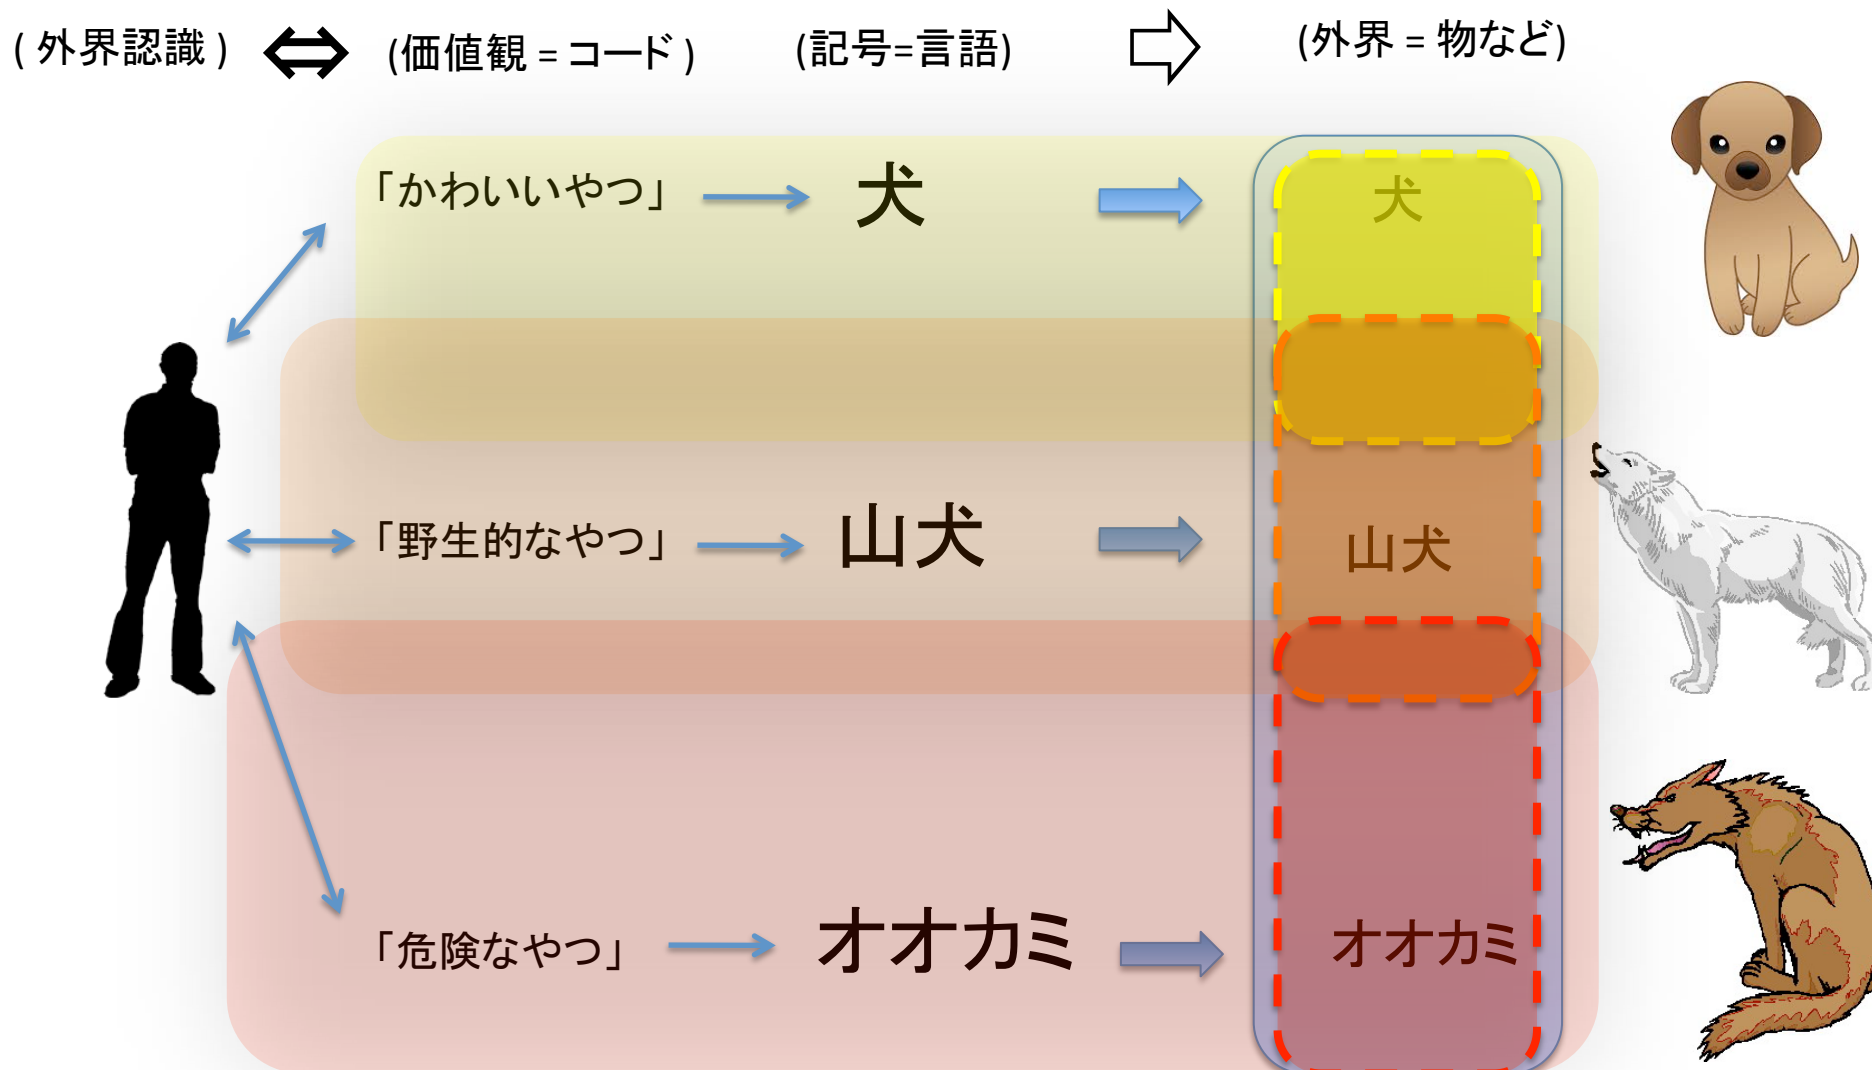 ( 外界認識 ) ⇔ (価値観 = コード ) (記号=言語) ⇨ (外界 = 物など)
「かわいいやつ」 犬 犬
「野生的なやつ」 山犬 山犬
「危険なやつ」 オオカミ オオカミ